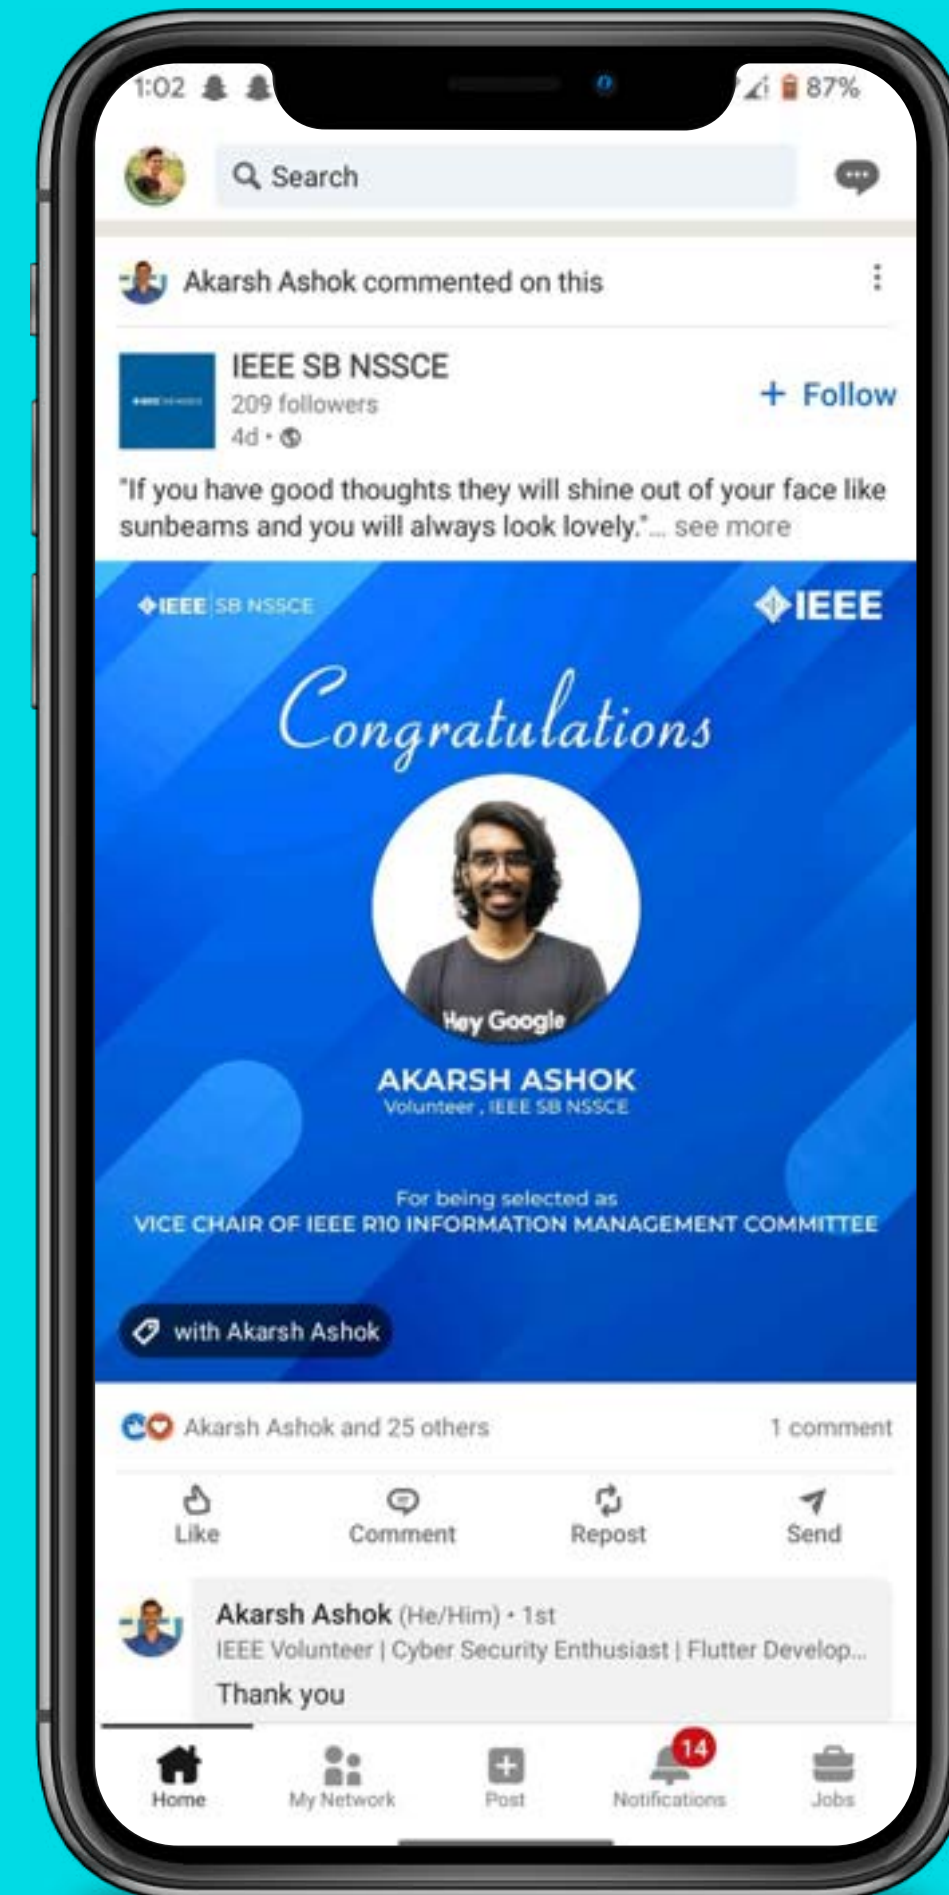 1:02
87%
Search
Akarsh Ashok commented on this
IEEE SB NSSCE
209 followers
4d •
+ Follow
"If you have good thoughts they will shine out of your face like
sunbeams and you will always look lovely."... see more
IEEE SB NSSCE
IEEE
Congratulations
Hey Google
AKARSH ASHOK
Volunteer , IEEE SB NSSCE
For being selected as
VICE CHAIR OF IEEE R10 INFORMATION MANAGEMENT COMMITTEE
with Akarsh Ashok
Akarsh Ashok and 25 others
1 comment
Like
Comment
Repost
Send
Akarsh Ashok (He/Him) • 1st
IEEE Volunteer | Cyber Security Enthusiast | Flutter Develop...
Thank you
14
Home
My Network
Post
Notifications
Jobs